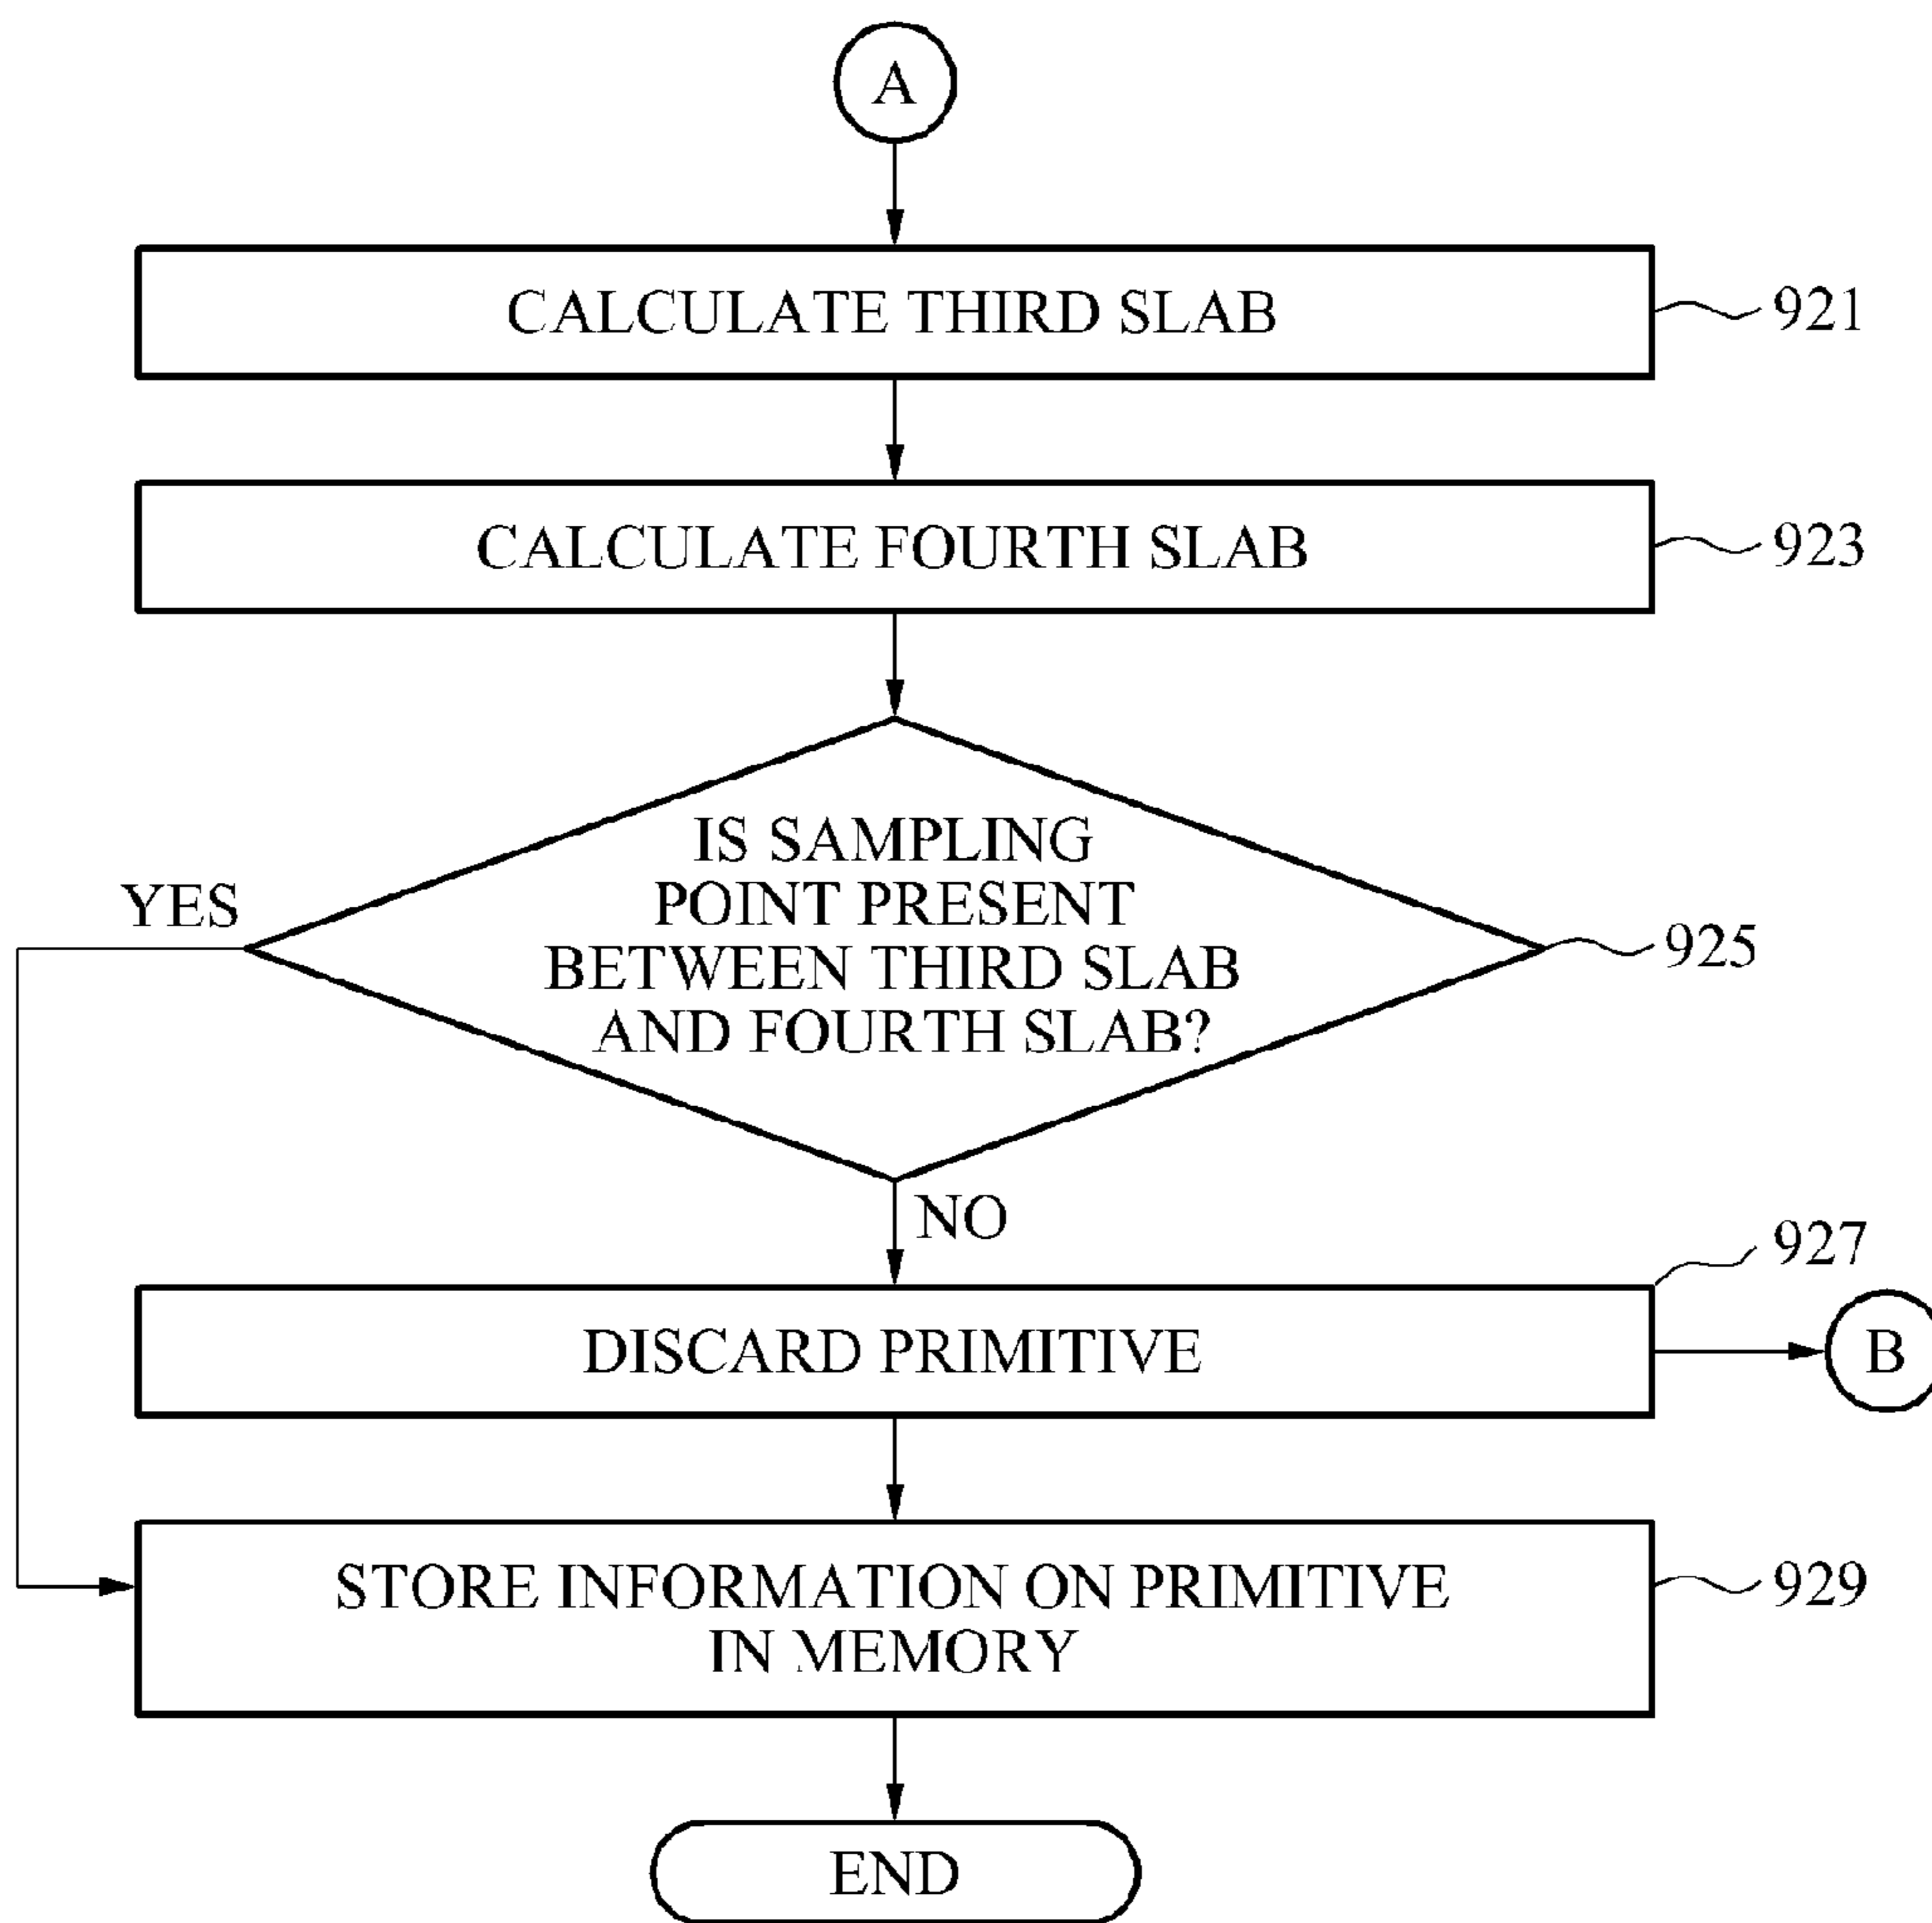 A
CALCULATE THIRD SLAB
921
CALCULATE FOURTH SLAB
923
IS SAMPLING
POINT PRESENT
BETWEEN THIRD SLAB
AND FOURTH SLAB?
YES
925
NO
927
DISCARD PRIMITIVE
B
STORE INFORMATION ON PRIMITIVE
IN MEMORY
929
END